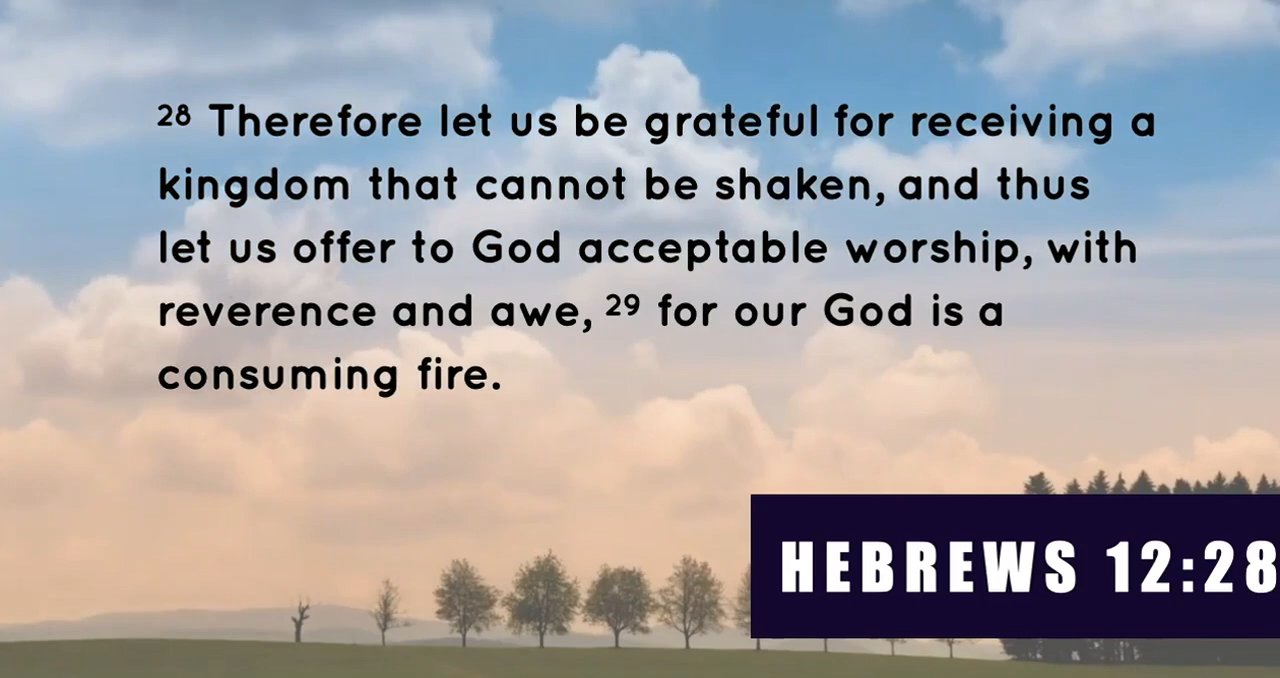 28 Therefore let us be grateful for receiving a
kingdom that cannot be shaken, and thus
let us offer to God acceptable worship, with
reverence and awe, 29 for our God is a
consuming fire.
HEBREWS 12:28